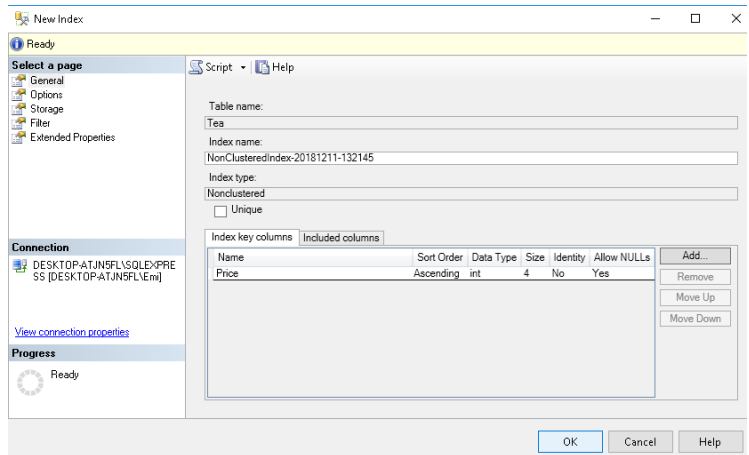 New Index
Ready
Select a page
General
Options
Storage
Filter
Extended Properties
Connection
DESKTOP-ATJN5FL\SQLEXPRE
SS [DESKTOP-ATJN5FL\Emi]
View connection properties
Progress
Ready
Script Help
Table name:
Tea
Index name:
NonClusteredIndex-20181211-132145
Index type:
Nonclustered
Unique
Index key columns Included columns
Name Sort Order Data Type Size Identity Allow NULLs
Price Ascending int 4 No Yes
Add...
Remove
Move Up
Move Down
OK Cancel Help